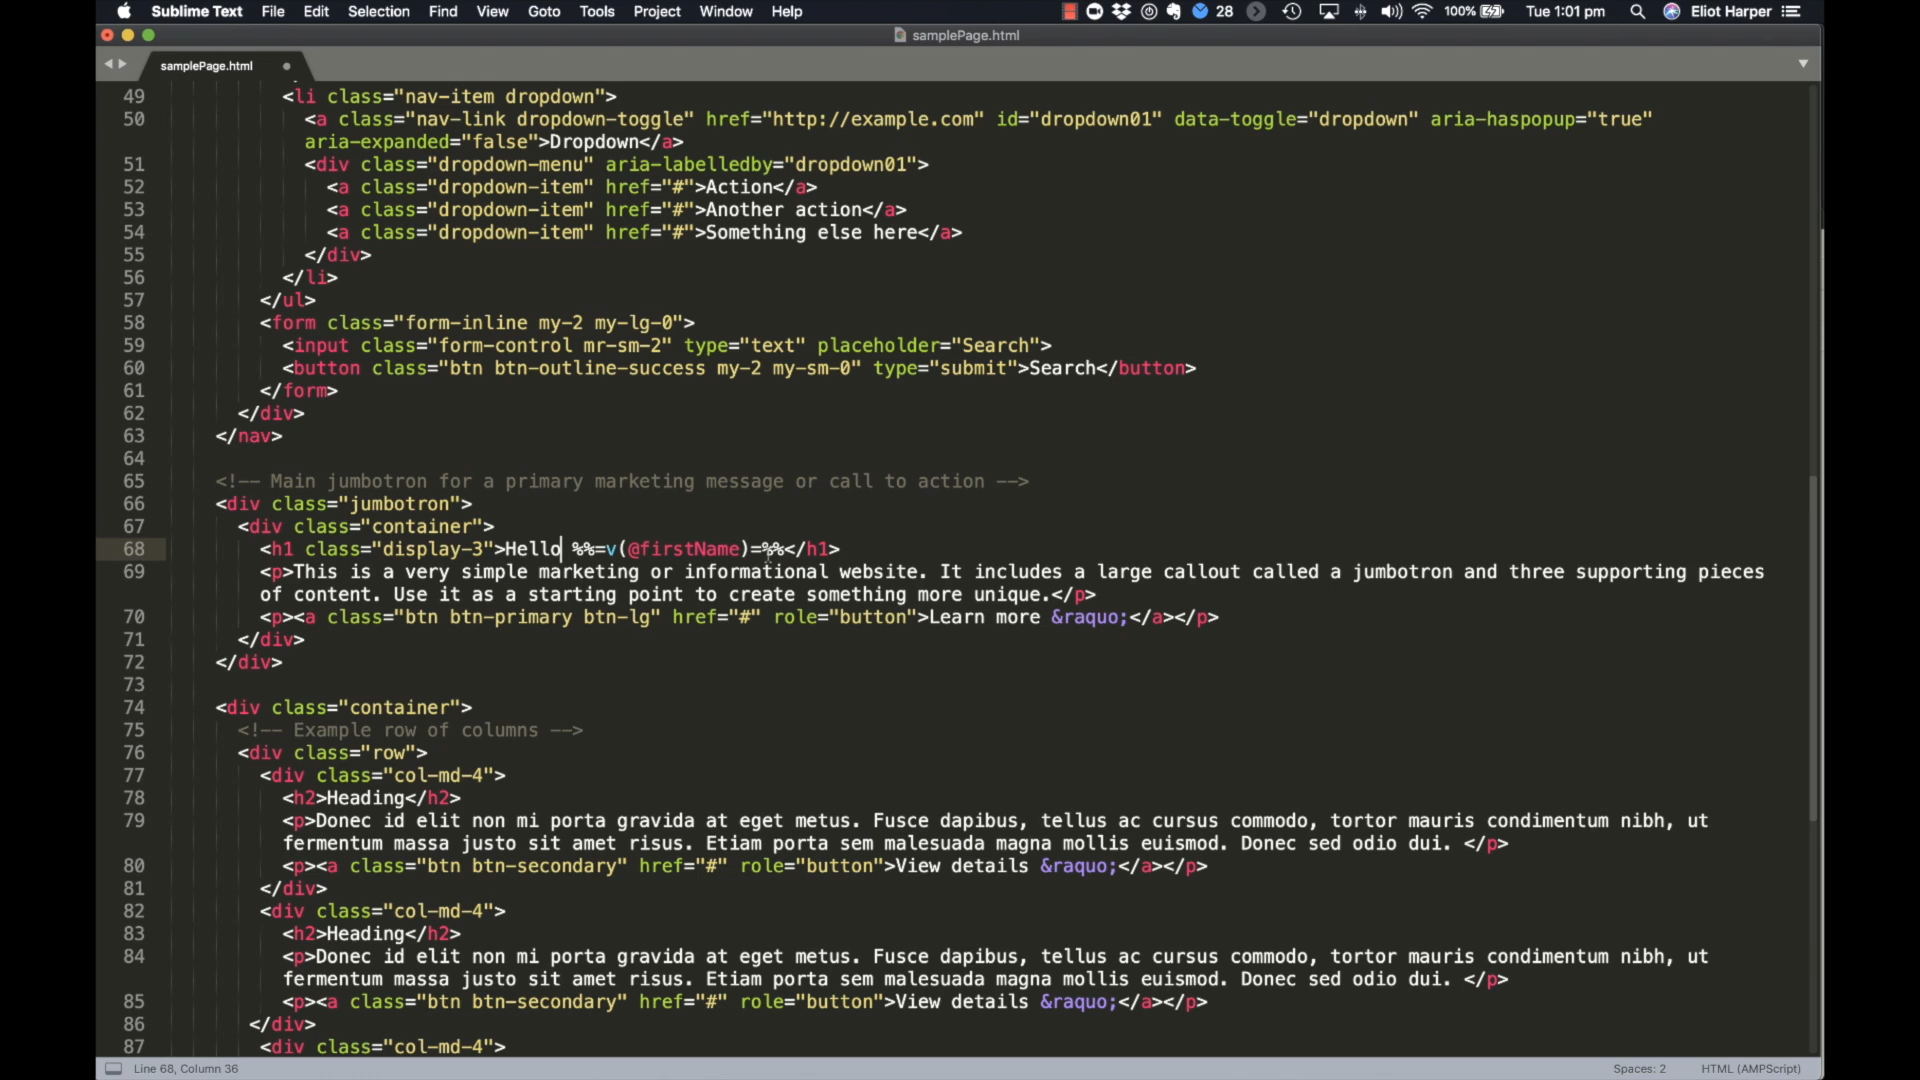 Sublime Text File Edit Selection Find View Goto Tools Project Window Help 28 100% Tue 1:01 pm Eliot Harper
samplePage.html
samplePage.html
49 <li class="nav-item dropdown">
50 <a class="nav-link dropdown-toggle" href="http://example.com" id="dropdown01" data-toggle="dropdown" aria-haspopup="true"
aria-expanded="false">Dropdown</a>
51 <div class="dropdown-menu" aria-labelledby="dropdown01">
52 <a class="dropdown-item" href="#">Action</a>
53 <a class="dropdown-item" href="#">Another action</a>
54 <a class="dropdown-item" href="#">Something else here</a>
55 </div>
56 </li>
57 </ul>
58 <form class="form-inline my-2 my-lg-0">
59 <input class="form-control mr-sm-2" type="text" placeholder="Search">
60 <button class="btn btn-outline-success my-2 my-sm-0" type="submit">Search</button>
61 </form>
62 </div>
63 </nav>
64
65 <!-- Main jumbotron for a primary marketing message or call to action -->
66 <div class="jumbotron">
67 <div class="container">
68 <h1 class="display-3">Hello %%=v(@firstName)=%%</h1>
69 <p>This is a very simple marketing or informational website. It includes a large callout called a jumbotron and three supporting pieces
of content. Use it as a starting point to create something more unique.</p>
70 <p><a class="btn btn-primary btn-lg" href="#" role="button">Learn more &raquo;</a></p>
71 </div>
72 </div>
73
74 <div class="container">
75 <!-- Example row of columns -->
76 <div class="row">
77 <div class="col-md-4">
78 <h2>Heading</h2>
79 <p>Donec id elit non mi porta gravida at eget metus. Fusce dapibus, tellus ac cursus commodo, tortor mauris condimentum nibh, ut
fermentum massa justo sit amet risus. Etiam porta sem malesuada magna mollis euismod. Donec sed odio dui. </p>
80 <p><a class="btn btn-secondary" href="#" role="button">View details &raquo;</a></p>
81 </div>
82 <div class="col-md-4">
83 <h2>Heading</h2>
84 <p>Donec id elit non mi porta gravida at eget metus. Fusce dapibus, tellus ac cursus commodo, tortor mauris condimentum nibh, ut
fermentum massa justo sit amet risus. Etiam porta sem malesuada magna mollis euismod. Donec sed odio dui. </p>
85 <p><a class="btn btn-secondary" href="#" role="button">View details &raquo;</a></p>
86 </div>
87 <div class="col-md-4">
Line 68, Column 36 Spaces: 2 HTML (AMPScript)